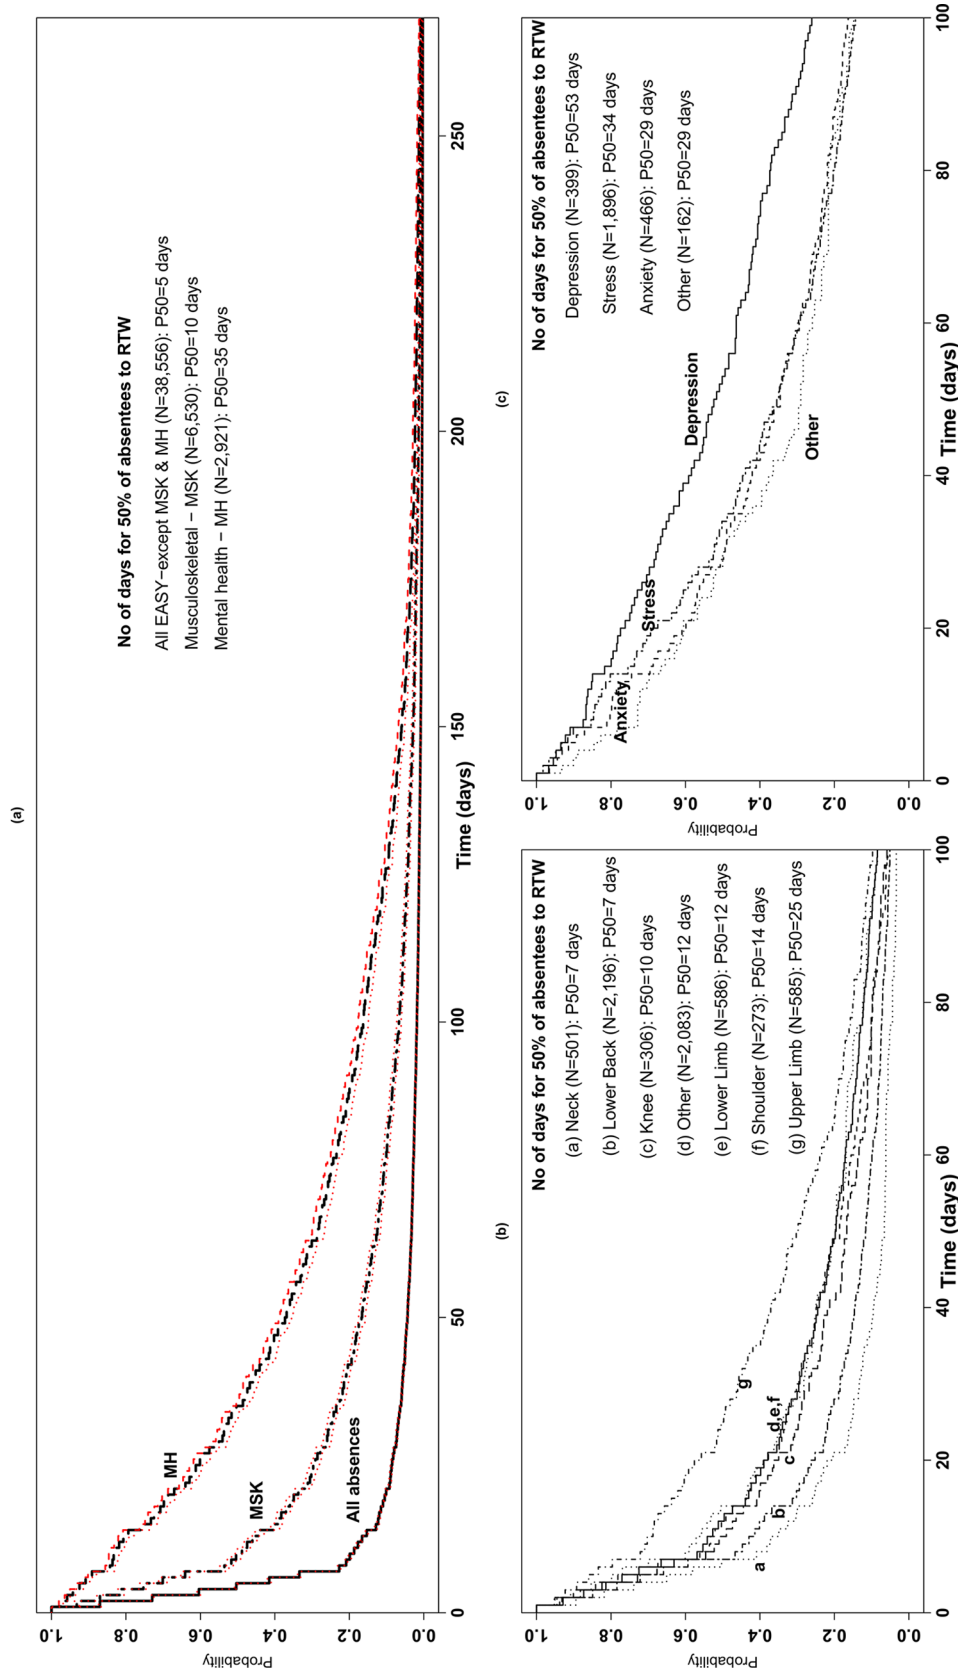 (a)
No of days for 50% of absentees to RTW
All EASY−except MSK & MH (N=38,556): P50=5 days
Musculoskeletal − MSK (N=6,530): P50=10 days
Mental health − MH (N=2,921): P50=35 days
MH
MSK
All absences
Probability
1.0
0.8
0.6
0.4
0.2
0.0
0
50
100
150
200
250
Time (days)
(b)
No of days for 50% of absentees to RTW
(a) Neck (N=501): P50=7 days
(b) Lower Back (N=2,196): P50=7 days
(c) Knee (N=306): P50=10 days
(d) Other (N=2,083): P50=12 days
(e) Lower Limb (N=586): P50=12 days
(f) Shoulder (N=273): P50=14 days
(g) Upper Limb (N=585): P50=25 days
g
d,e,f
c
b
a
Probability
1.0
0.8
0.6
0.4
0.2
0.0
0
20
40
60
80
100
Time (days)
(c)
No of days for 50% of absentees to RTW
Depression (N=399): P50=53 days
Stress (N=1,896): P50=34 days
Anxiety (N=466): P50=29 days
Other (N=162): P50=29 days
Depression
Stress
Anxiety
Other
Probability
1.0
0.8
0.6
0.4
0.2
0.0
0
20
40
60
80
100
Time (days)